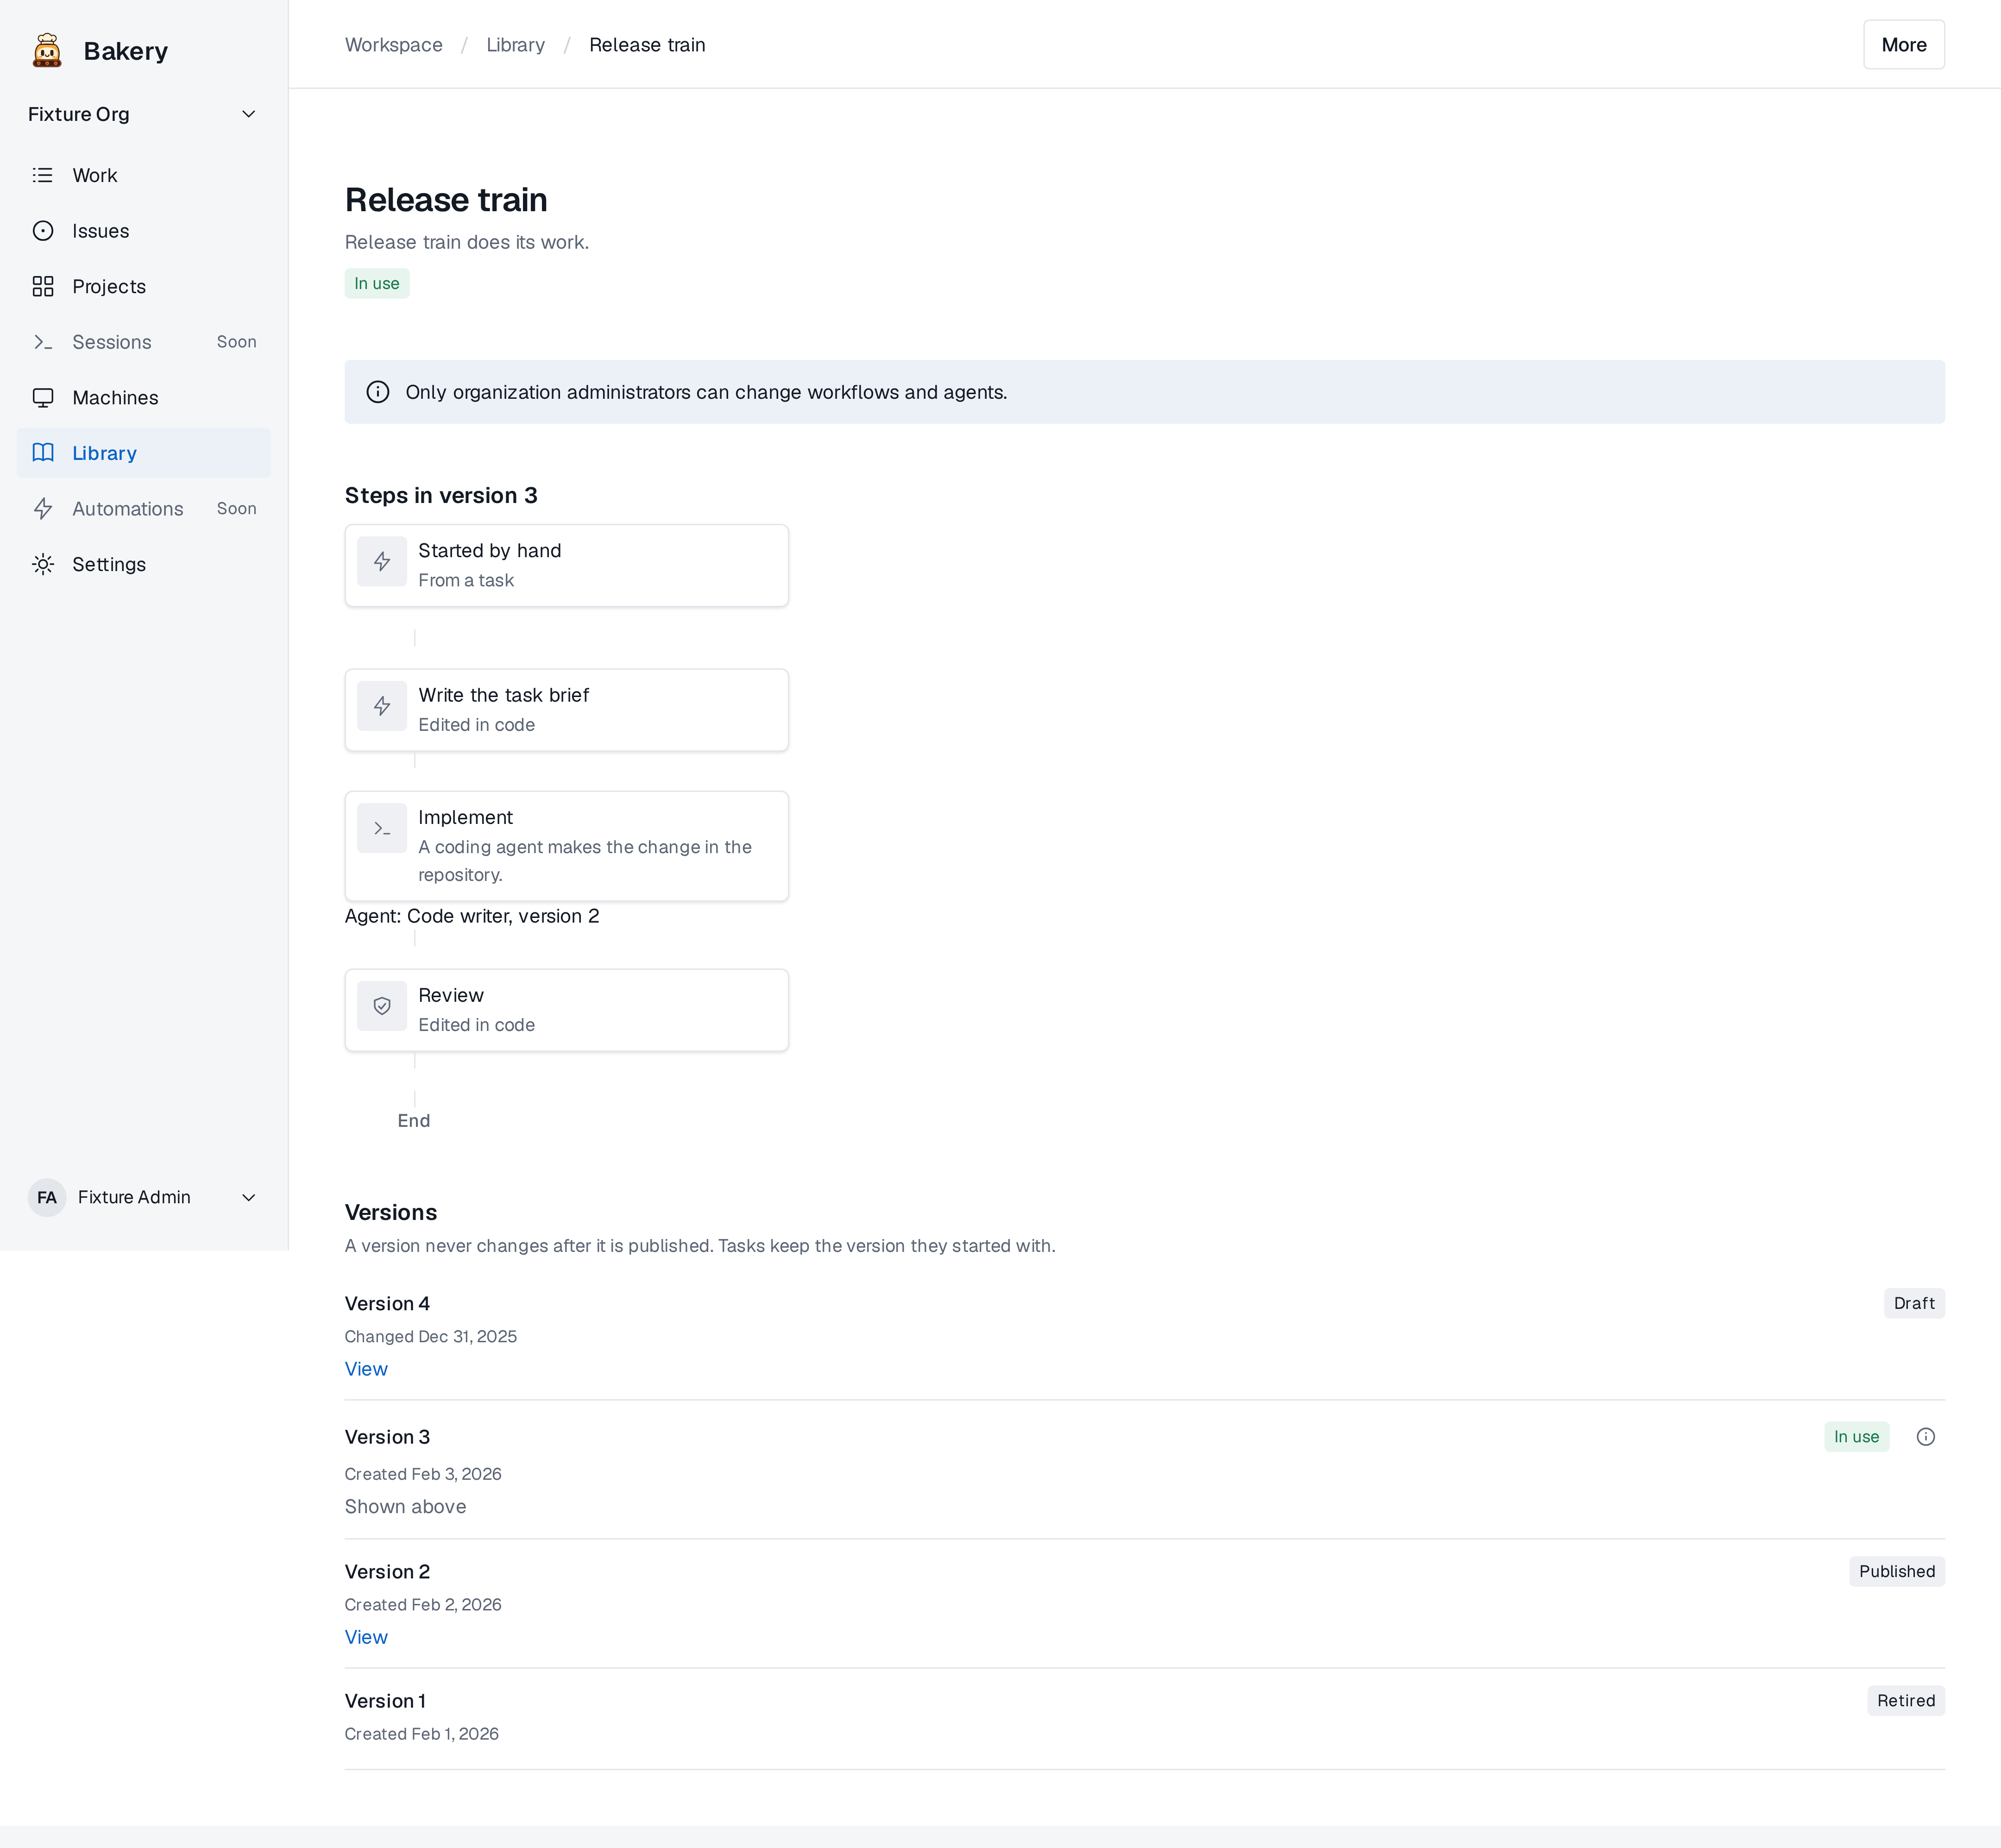 Bakery
Fixture Org
Work
Issues
Projects
Sessions Soon
Machines
Library
Automations Soon
Settings
FA Fixture Admin
Workspace / Library / Release train
More
Release train
Release train does its work.
In use
Only organization administrators can change workflows and agents.
Steps in version 3
Started by hand
From a task
Write the task brief
Edited in code
Implement
A coding agent makes the change in the
repository.
Agent: Code writer, version 2
Review
Edited in code
End
Versions
A version never changes after it is published. Tasks keep the version they started with.
Version 4 Draft
Changed Dec 31, 2025
View
Version 3 In use
Created Feb 3, 2026
Shown above
Version 2 Published
Created Feb 2, 2026
View
Version 1 Retired
Created Feb 1, 2026